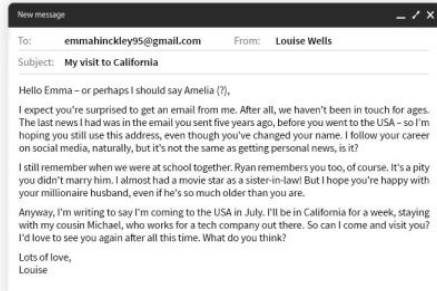 New message
To: emmahinckley95@gmail.com From: Louise Wells
Subject: My visit to California
Hello Emma – or perhaps I should say Amelia (?),
I expect you're surprised to get an email from me. After all, we haven't been in touch for ages.
The last news I had was in the email you sent five years ago, before you went to the USA – so I'm
hoping you still use this address, even though you've changed your name. I follow your career
on social media, naturally, but it's not the same as getting personal news, is it?
I still remember when we were at school together. Ryan remembers you too, of course. It's a pity
you didn't marry him. I almost had a movie star as a sister-in-law! But I hope you're happy with
your millionaire husband, even if he's so much older than you are.
Anyway, I'm writing to say I'm coming to the USA in July. I'll be in California for a week, staying
with my cousin Michael, who works for a tech company out there. So can I come and visit you?
I'd love to see you again after all this time. What do you think?
Lots of love,
Louise